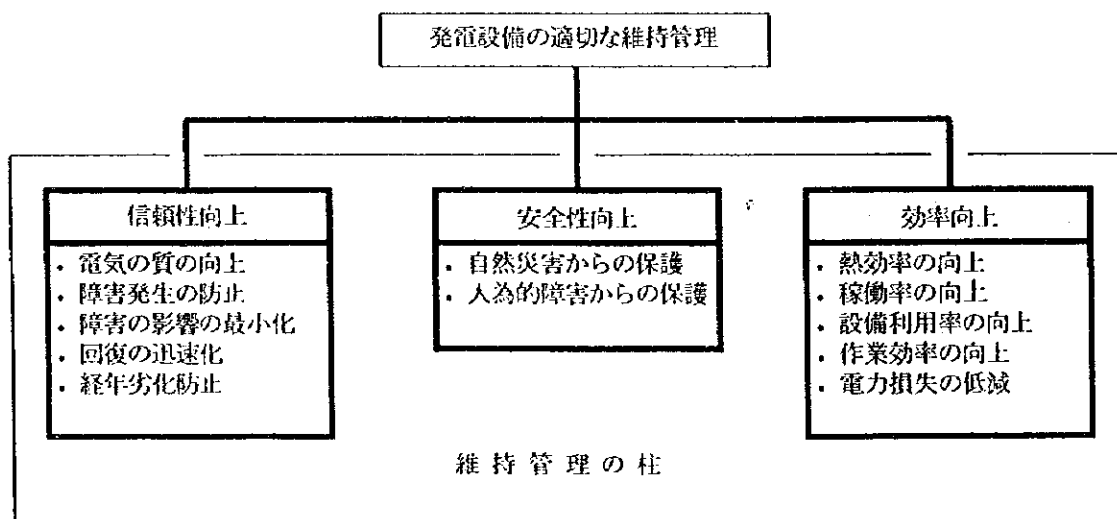 発電設備の適切な維持管理
信頼性向上
・電気の質の向上
・障害発生の防止
・障害の影響の最小化
・回復の迅速化
・経年劣化防止
安全性向上
・自然災害からの保護
・人為的障害からの保護
効率向上
・熱効率の向上
・稼働率の向上
・設備利用率の向上
・作業効率の向上
・電力損失の低減
維持管理の柱